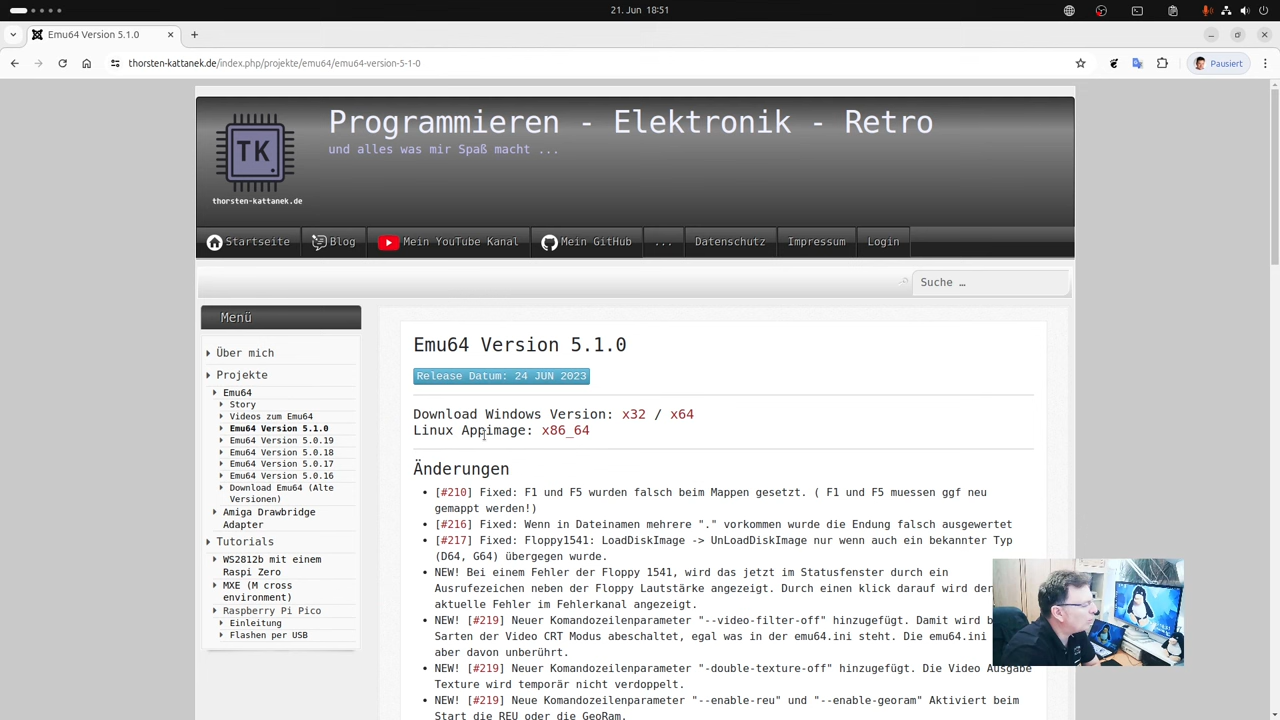 21. Jun 18:51
Emu64 Version 5.1.0
thorsten-kattanek.de/index.php/projekte/emu64/emu64-version-5-1-0
Pausiert
Programmieren - Elektronik - Retro
und alles was mir Spaß macht ...
TK
thorsten-kattanek.de
Startseite Blog Mein YouTube Kanal Mein GitHub ... Datenschutz Impressum Login
Suche …
Menü
Über mich
Projekte
Emu64
Story
Videos zum Emu64
Emu64 Version 5.1.0
Emu64 Version 5.0.19
Emu64 Version 5.0.18
Emu64 Version 5.0.17
Emu64 Version 5.0.16
Download Emu64 (Alte
Versionen)
Amiga Drawbridge
Adapter
Tutorials
WS2812b mit einem
Raspi Zero
MXE (M cross
environment)
Raspberry Pi Pico
Einleitung
Flashen per USB
Emu64 Version 5.1.0
Release Datum: 24 JUN 2023
Download Windows Version: x32 / x64
Linux Appimage: x86_64
Änderungen
[#210] Fixed: F1 und F5 wurden falsch beim Mappen gesetzt. ( F1 und F5 muessen ggf neu
gemappt werden!)
[#216] Fixed: Wenn in Dateinamen mehrere "." vorkommen wurde die Endung falsch ausgewertet
[#217] Fixed: Floppy1541: LoadDiskImage -> UnLoadDiskImage nur wenn auch ein bekannter Typ
(D64, G64) übergegen wurde.
NEW! Bei einem Fehler der Floppy 1541, wird das jetzt im Statusfenster durch ein
Ausrufezeichen neben der Floppy Lautstärke angezeigt. Durch einen klick darauf wird der
aktuelle Fehler im Fehlerkanal angezeigt.
NEW! [#219] Neuer Komandozeilenparameter "--video-filter-off" hinzugefügt. Damit wird
Sarten der Video CRT Modus abeschaltet, egal was in der emu64.ini steht. Die emu64.ini
aber davon unberührt.
NEW! [#219] Neuer Komandozeilenparameter "-double-texture-off" hinzugefügt. Die Video Ausgabe
Texture wird temporär nicht verdoppelt.
NEW! [#219] Neue Komandozeilenparameter "--enable-reu" und "--enable-georam" Aktiviert beim
Start die REU oder die GeoRam.